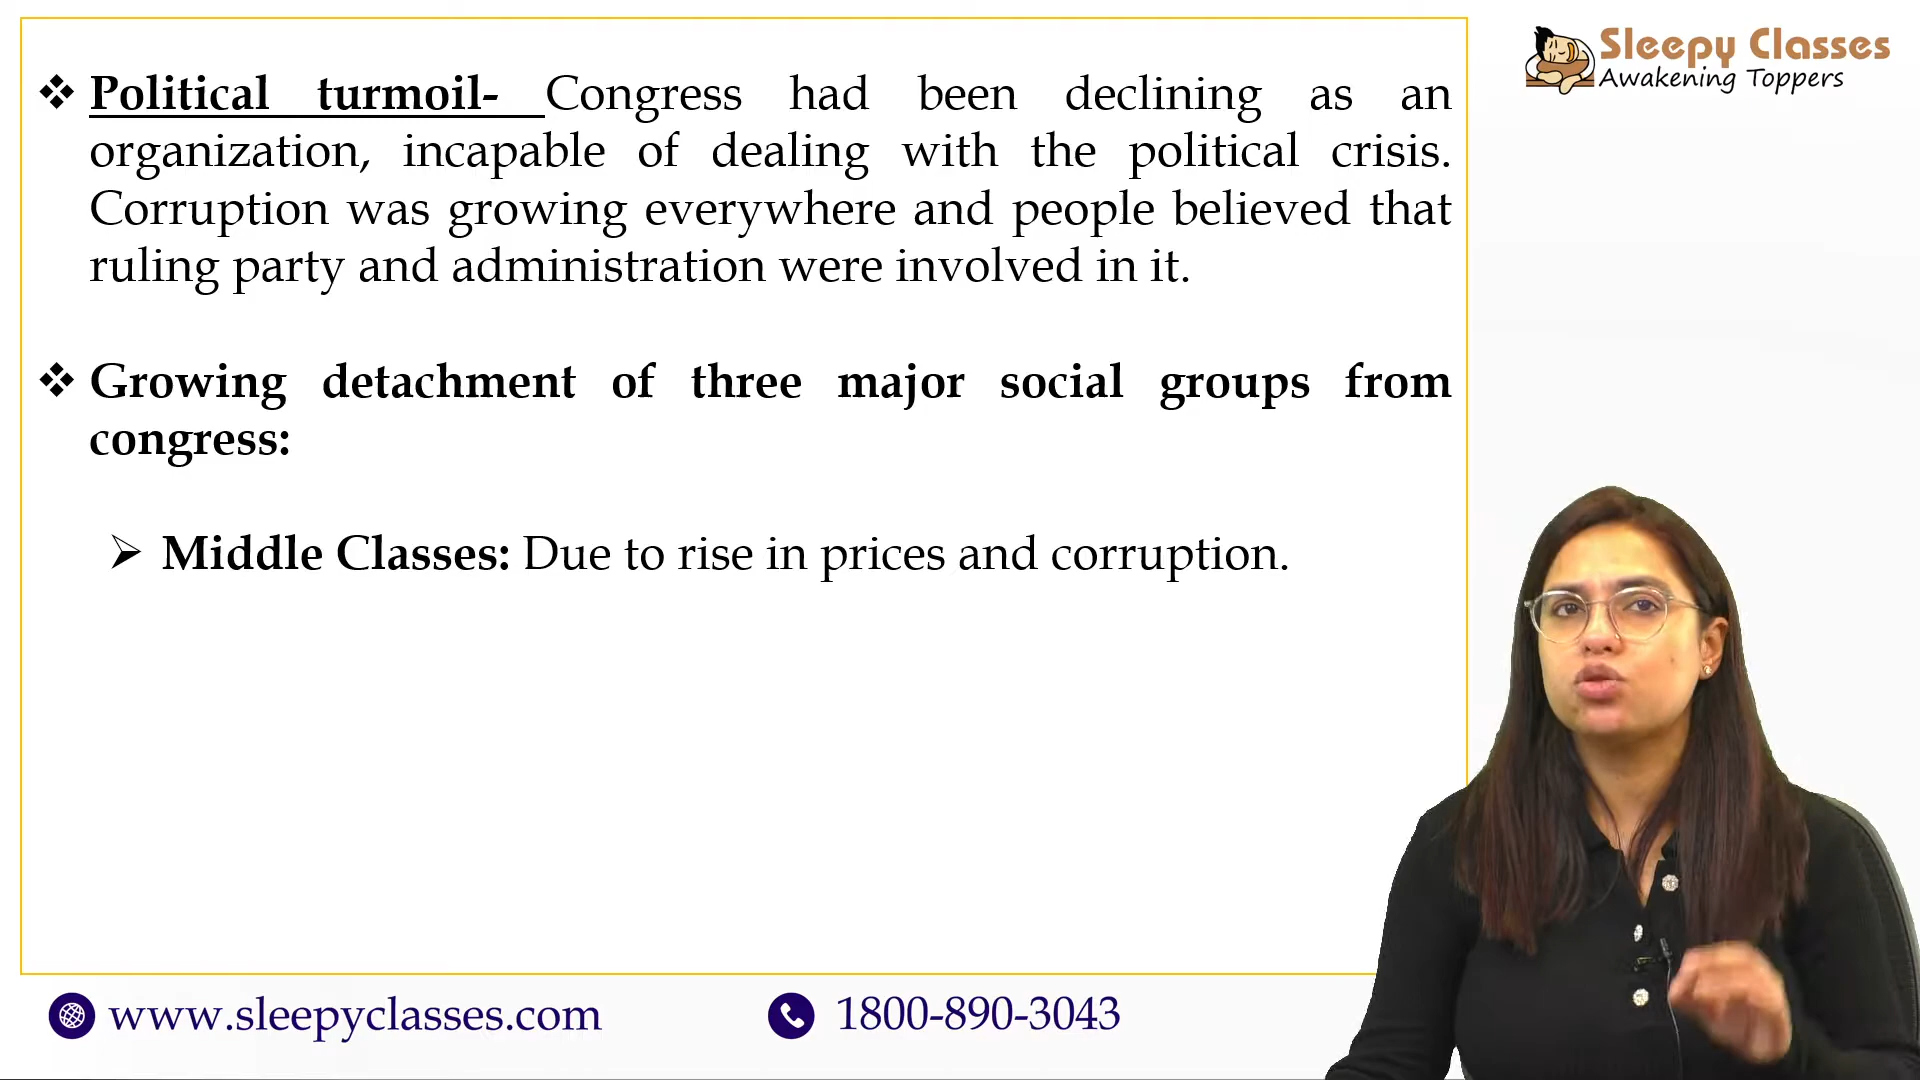 Sleepy Classes
Awakening Toppers
❖ Political turmoil- Congress had been declining as an
organization, incapable of dealing with the political crisis.
Corruption was growing everywhere and people believed that
ruling party and administration were involved in it.
❖ Growing detachment of three major social groups from
congress:
➢ Middle Classes: Due to rise in prices and corruption.
www.sleepyclasses.com
1800-890-3043